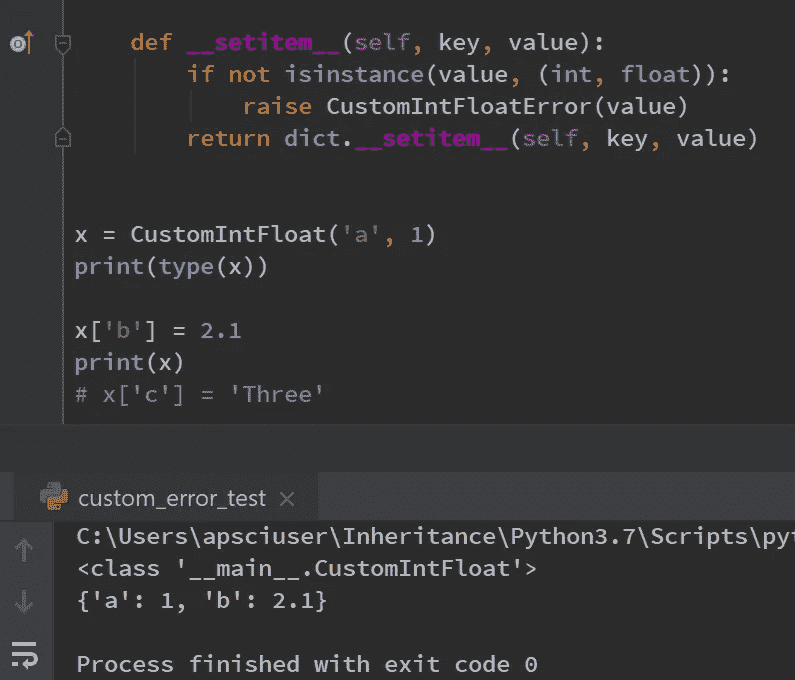 def __setitem__(self, key, value):
if not isinstance(value, (int, float)):
raise CustomIntFloatError(value)
return dict.__setitem__(self, key, value)
x = CustomIntFloat('a', 1)
print(type(x))
x['b'] = 2.1
print(x)
# x['c'] = 'Three'
custom_error_test
C:\Users\apsciuser\Inheritance\Python3.7\Scripts\pyt
<class '__main__.CustomIntFloat'>
{'a': 1, 'b': 2.1}
Process finished with exit code 0